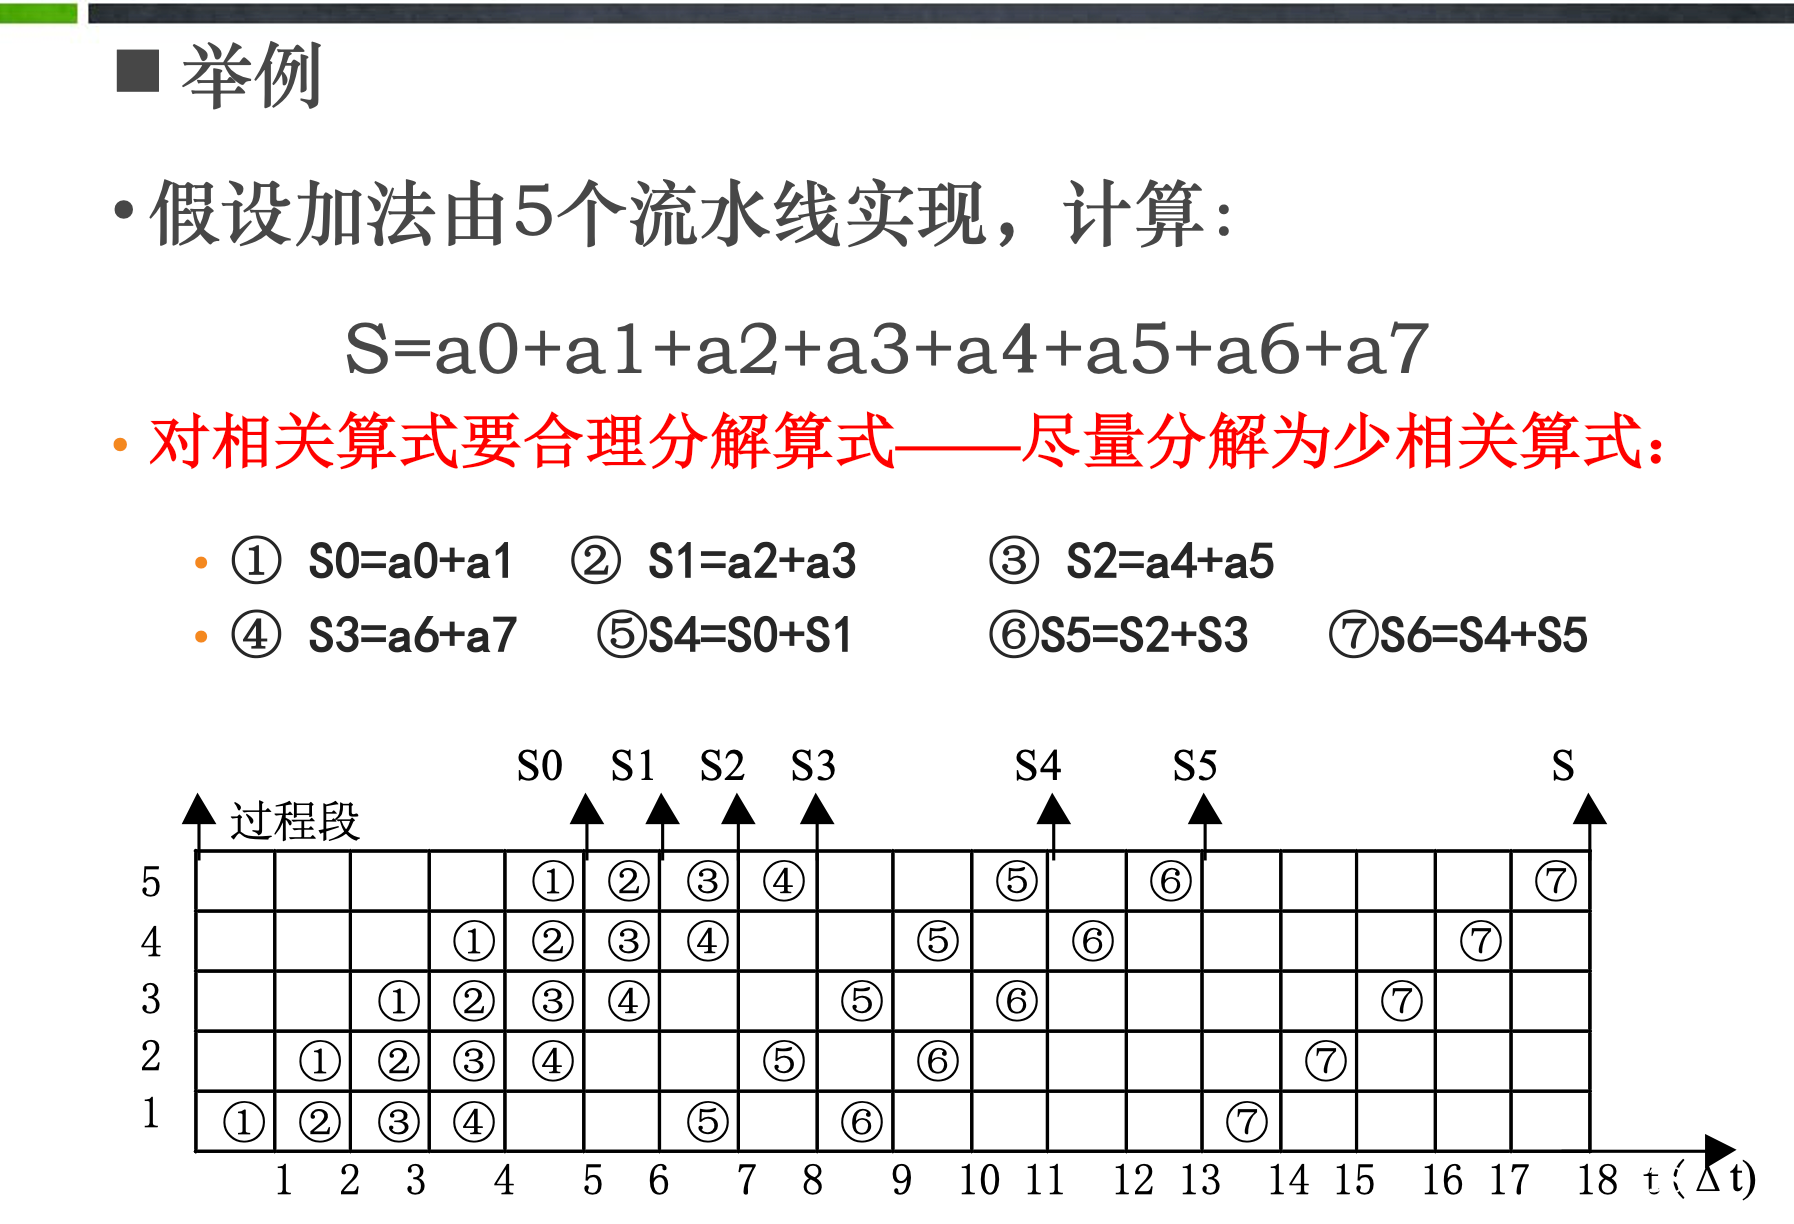 ■ 举例
•假设加法由5个流水线实现，计算：
S=a0+a1+a2+a3+a4+a5+a6+a7
• 对相关算式要合理分解算式——尽量分解为少相关算式：
• ① S0=a0+a1 ② S1=a2+a3 ③ S2=a4+a5
• ④ S3=a6+a7 ⑤S4=S0+S1 ⑥S5=S2+S3 ⑦S6=S4+S5
S0 S1 S2 S3 S4 S5 S
过程段
5 ① ② ③ ④ ⑤ ⑥ ⑦
4 ① ② ③ ④ ⑤ ⑥ ⑦
3 ① ② ③ ④ ⑤ ⑥ ⑦
2 ① ② ③ ④ ⑤ ⑥ ⑦
1 ① ② ③ ④ ⑤ ⑥ ⑦
1 2 3 4 5 6 7 8 9 10 11 12 13 14 15 16 17 18 t(Δt)